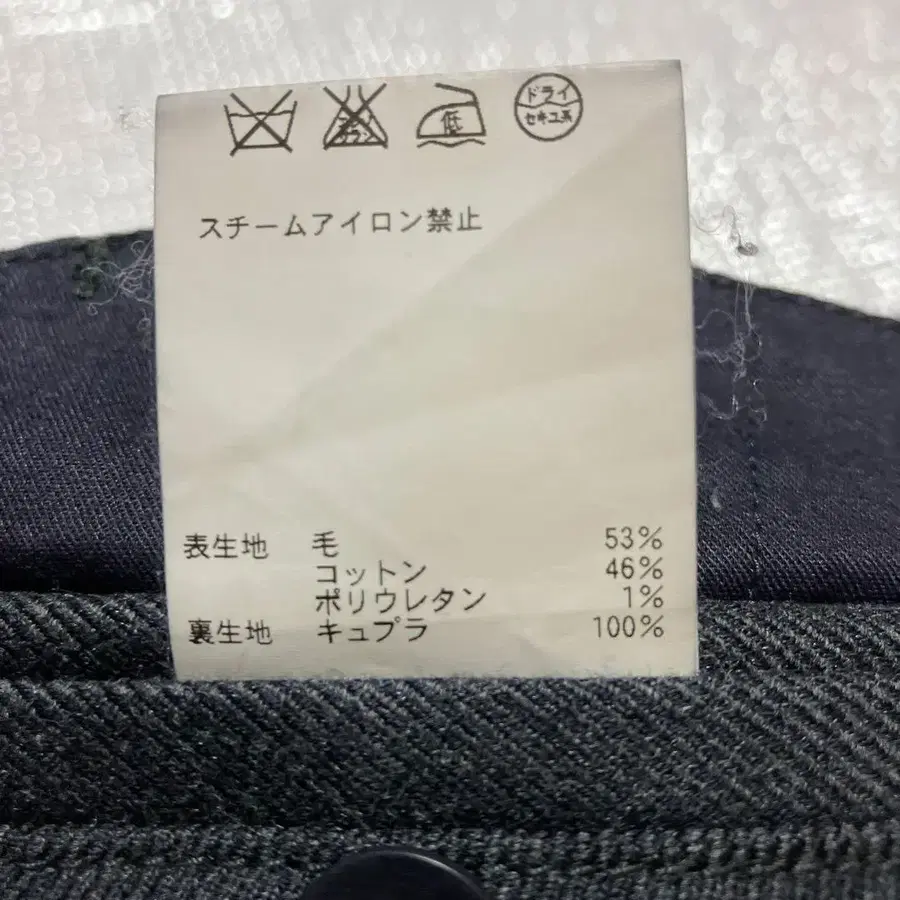 低 ドライ
セキユ系
スチームアイロン禁止
表生地 毛 53%
コットン 46%
ポリウレタン 1%
裏生地 キュプラ 100%